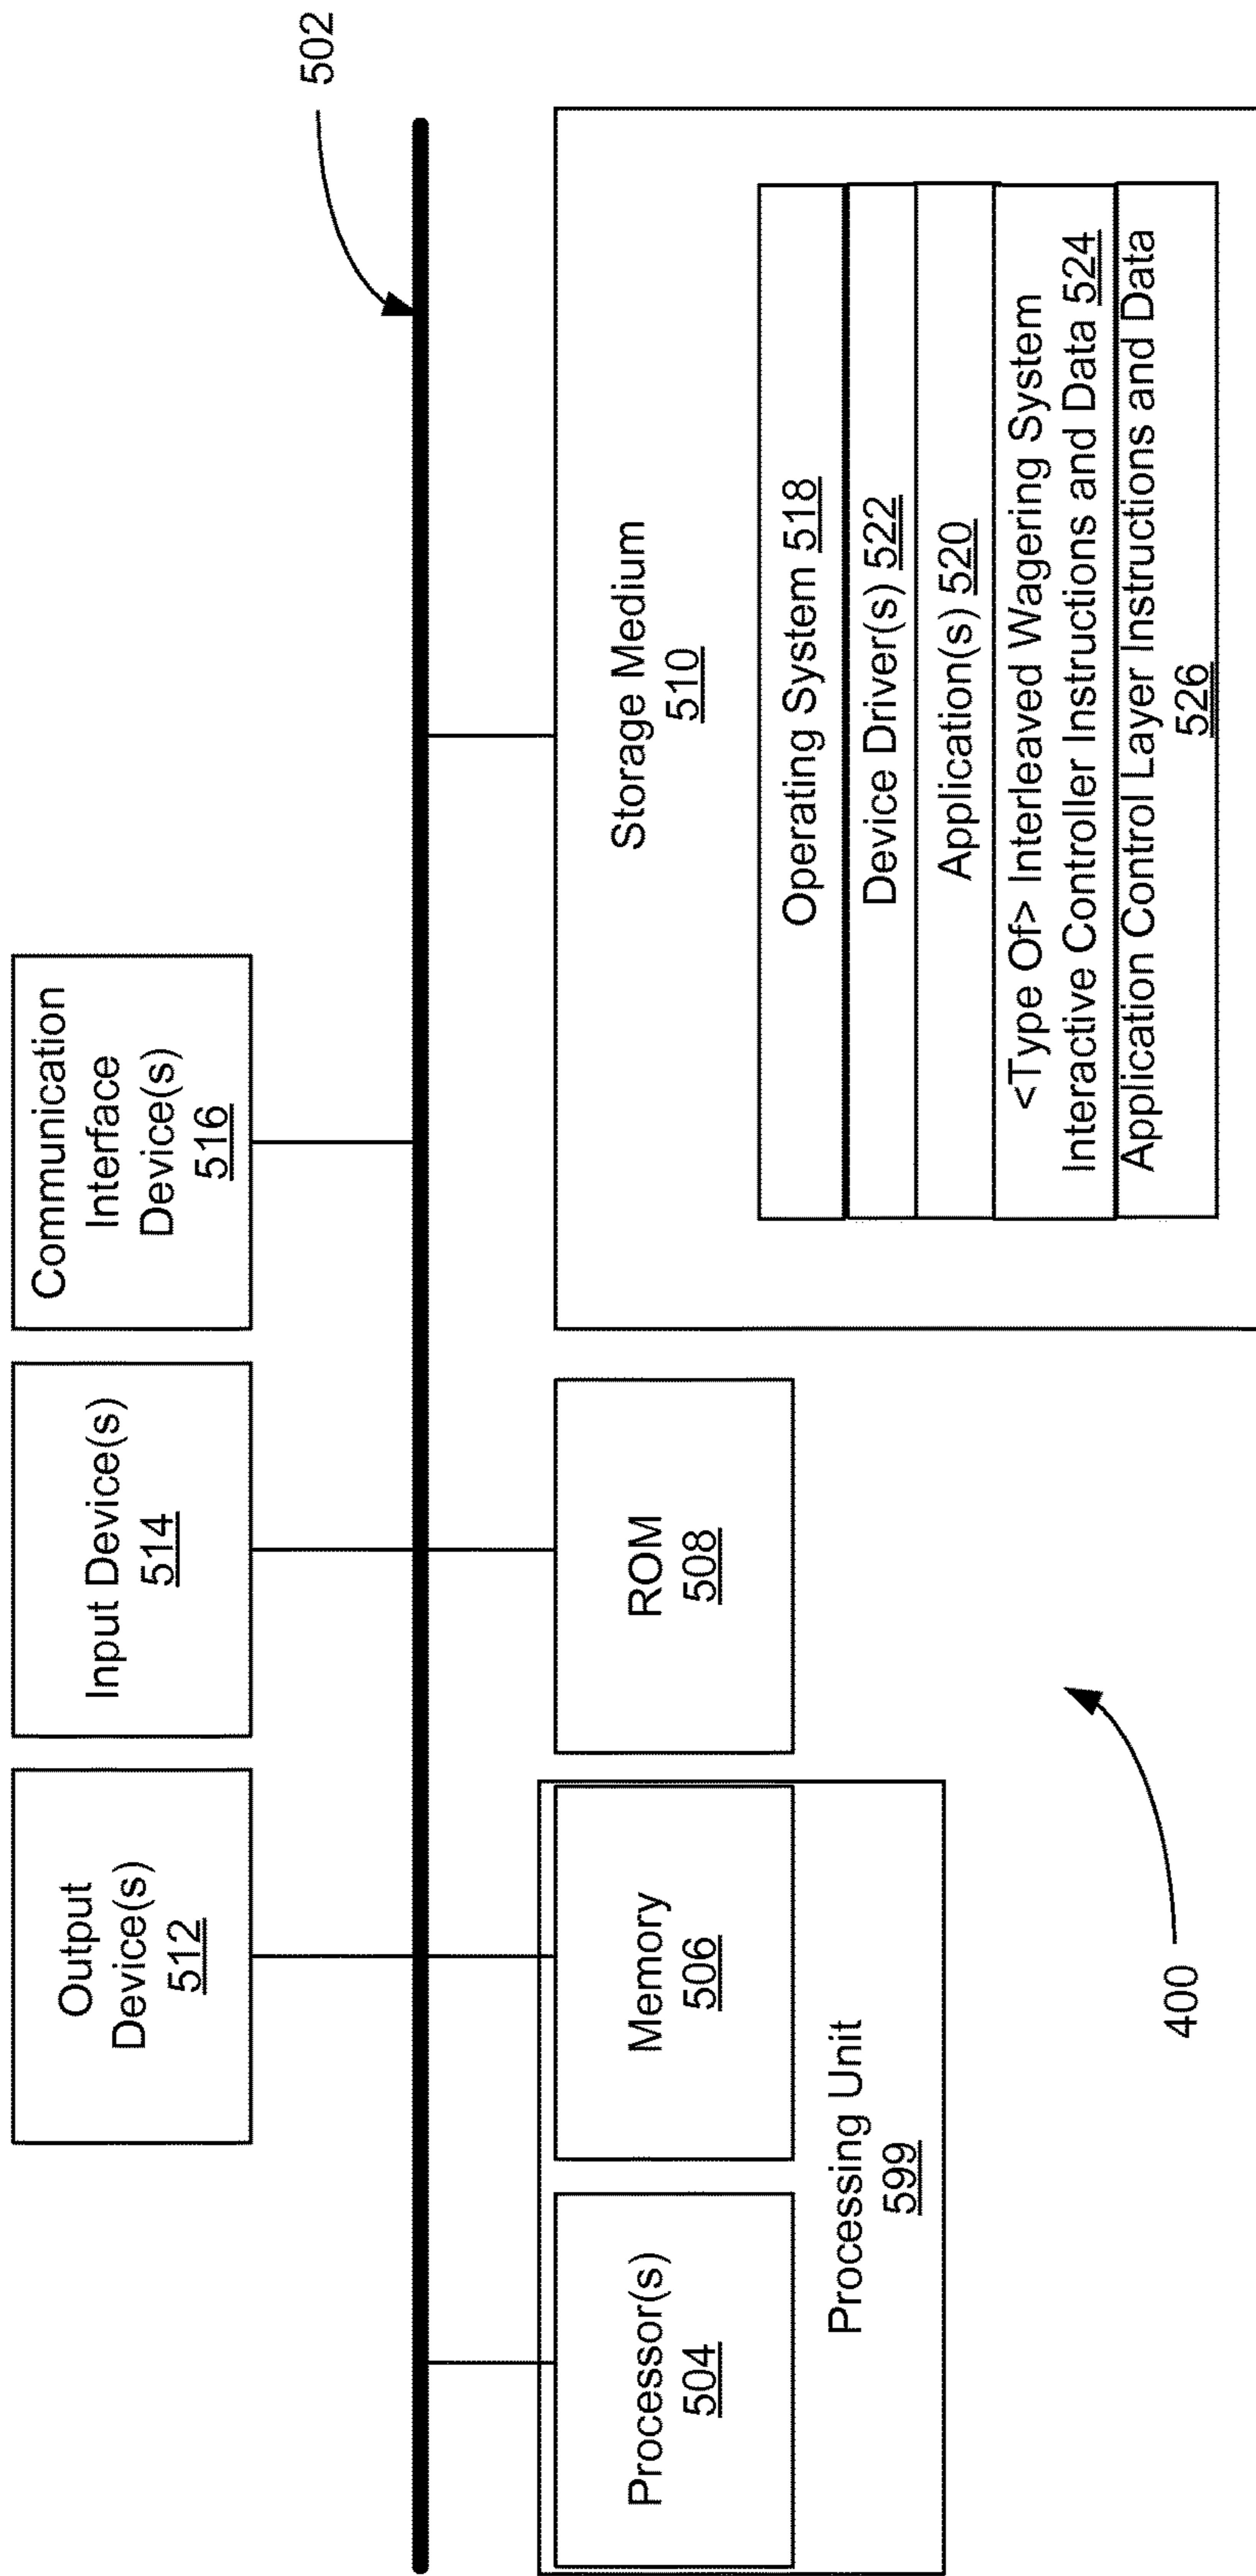 Output
Device(s)
512
Input Device(s)
514
Communication
Interface
Device(s)
516
502
Processor(s)
504
Memory
506
Processing Unit
599
ROM
508
Storage Medium
510
Operating System 518
Device Driver(s) 522
Application(s) 520
<Type Of> Interleaved Wagering System
Interactive Controller Instructions and Data 524
Application Control Layer Instructions and Data
526
400